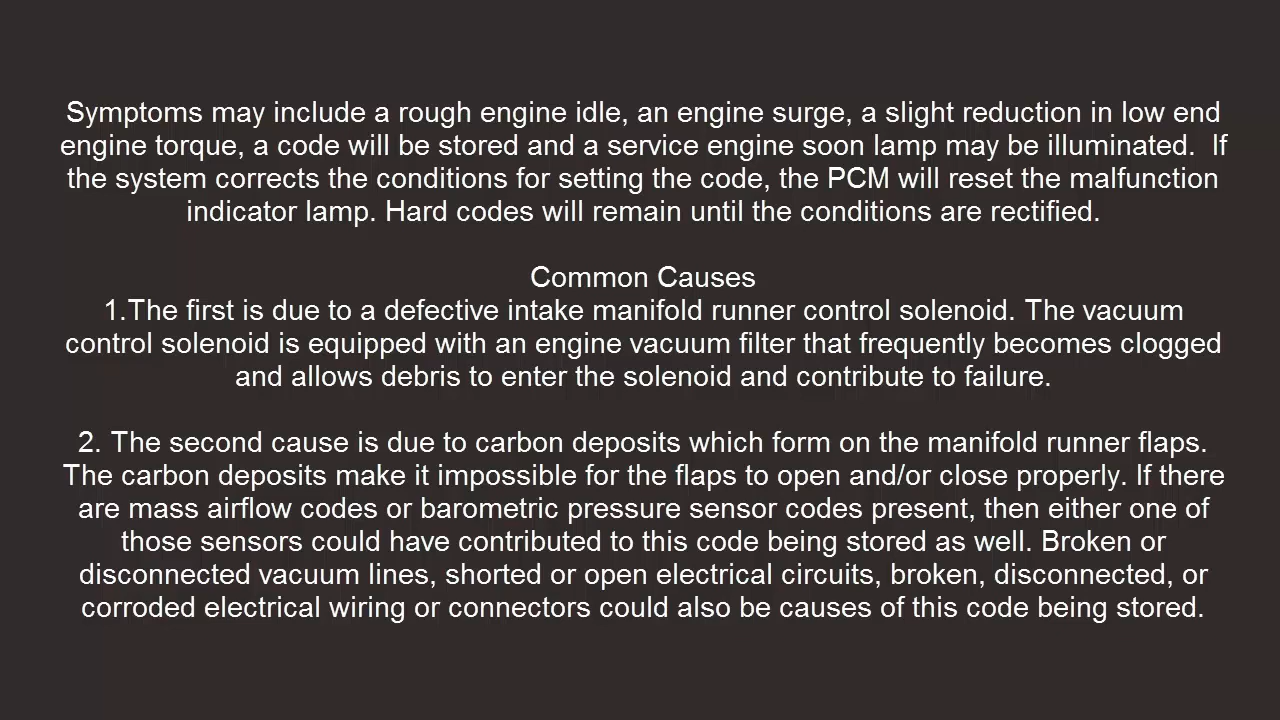 Symptoms may include a rough engine idle, an engine surge, a slight reduction in low end
engine torque, a code will be stored and a service engine soon lamp may be illuminated.  If
the system corrects the conditions for setting the code, the PCM will reset the malfunction
indicator lamp. Hard codes will remain until the conditions are rectified.
Common Causes
1.The first is due to a defective intake manifold runner control solenoid. The vacuum
control solenoid is equipped with an engine vacuum filter that frequently becomes clogged
and allows debris to enter the solenoid and contribute to failure.
2. The second cause is due to carbon deposits which form on the manifold runner flaps.
The carbon deposits make it impossible for the flaps to open and/or close properly. If there
are mass airflow codes or barometric pressure sensor codes present, then either one of
those sensors could have contributed to this code being stored as well. Broken or
disconnected vacuum lines, shorted or open electrical circuits, broken, disconnected, or
corroded electrical wiring or connectors could also be causes of this code being stored.